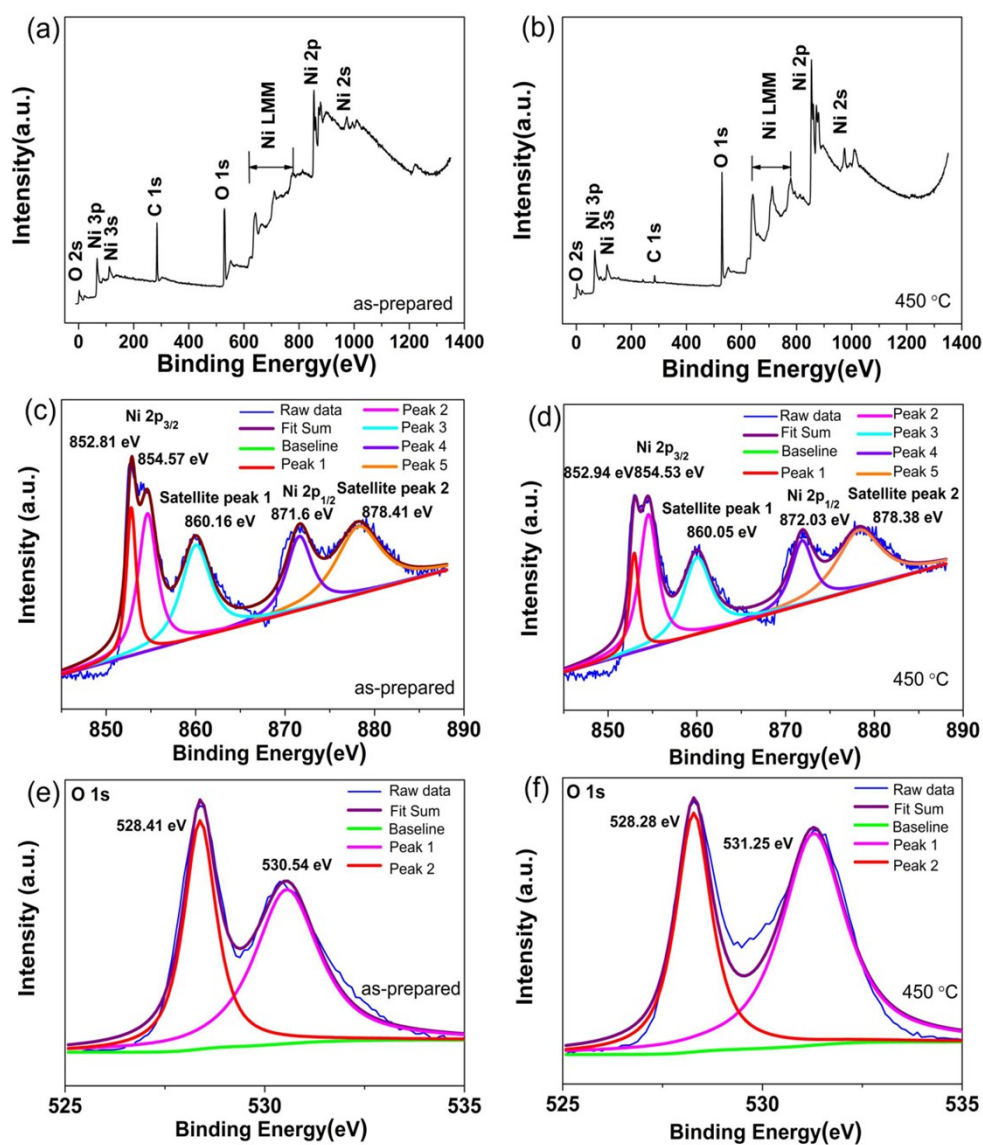 (a)
Intensity(a.u.)
O 2s
Ni 3p
Ni 3s
C 1s
O 1s
Ni LMM
Ni 2p
Ni 2s
as-prepared
0 200 400 600 800 1000 1200 1400
Binding Energy(eV)
(b)
Intensity(a.u.)
O 2s
Ni 3p
Ni 3s
C 1s
O 1s
Ni LMM
Ni 2p
Ni 2s
450 °C
0 200 400 600 800 1000 1200 1400
Binding Energy(eV)
(c)
Intensity (a.u.)
Ni 2p3/2
852.81 eV
854.57 eV
Raw data
Fit Sum
Baseline
Peak 1
Peak 2
Peak 3
Peak 4
Peak 5
Satellite peak 1
860.16 eV
Ni 2p1/2
871.6 eV
Satellite peak 2
878.41 eV
as-prepared
850 860 870 880 890
Binding Energy(eV)
(d)
Intensity (a.u.)
Ni 2p3/2
852.94 eV
854.53 eV
Raw data
Fit Sum
Baseline
Peak 1
Peak 2
Peak 3
Peak 4
Peak 5
Satellite peak 1
860.05 eV
Ni 2p1/2
872.03 eV
Satellite peak 2
878.38 eV
450 °C
850 860 870 880 890
Binding Energy(eV)
(e)
Intensity (a.u.)
O 1s
528.41 eV
530.54 eV
Raw data
Fit Sum
Baseline
Peak 1
Peak 2
as-prepared
525 530 535
Binding Energy(eV)
(f)
Intensity (a.u.)
O 1s
528.28 eV
531.25 eV
Raw data
Fit Sum
Baseline
Peak 1
Peak 2
450 °C
525 530 535
Binding Energy(eV)